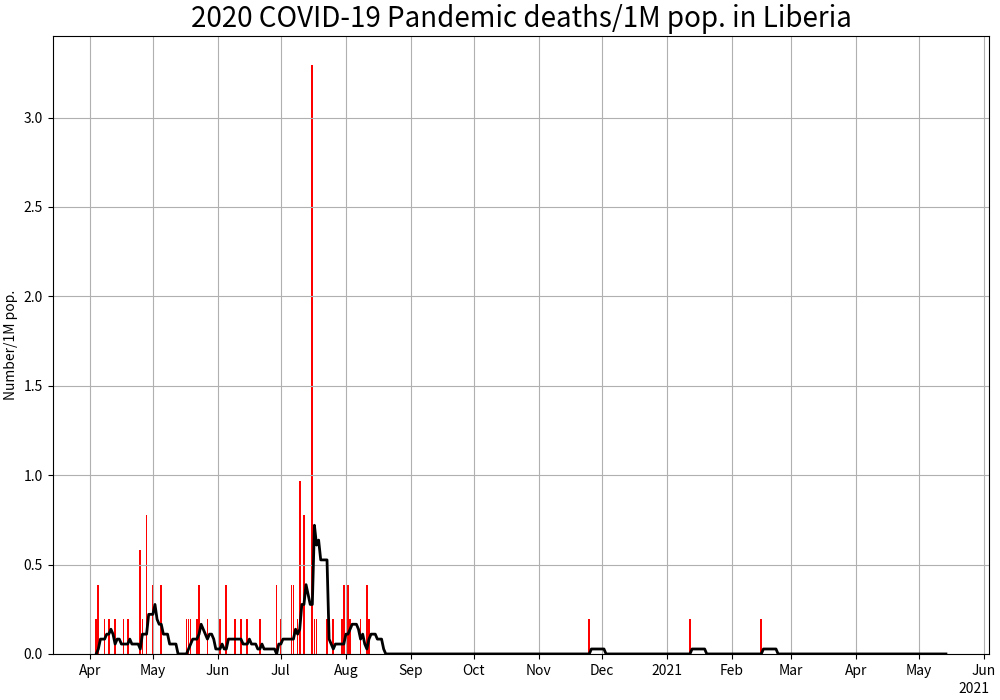 2020 COVID-19 Pandemic deaths/1M pop. in Liberia
Number/1M pop.
3.0
2.5
2.0
1.5
1.0
0.5
0.0
Apr May Jun Jul Aug Sep Oct Nov Dec 2021 Feb Mar Apr May Jun
2021